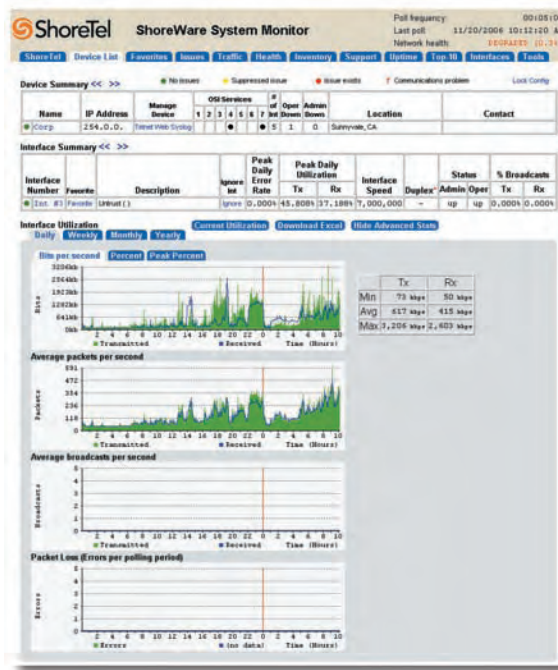 ShoreTel ShoreWare System Monitor
Poll frequency 00:05:0
Last poll 11/20/2006 10:12:20 A
Network health: DEGRADED (0.34
ShoreTel Device List Favorites Issues Traffic Health Inventory Support Uptime Top-10 Interfaces Tools
Device Summary << >> No issues Suppressed issue Issue exists ? Communications problem Lock Config
Name IP Address Manage Device OSI Services 1 2 3 4 5 6 7 # of Int Oper Down Admin Down Location Contact
Corp 254.0.0. Telnet Web Syslog 5 1 0 Sunnyvale, CA
Interface Summary << >>
Interface Number Favorite Description Ignore Int Peak Daily Error Rate Peak Daily Utilization Tx Rx Interface Speed Duplex* Status Admin Oper % Broadcasts Tx Rx
Int #3 Favorite Untrust ( ) Ignore 0.000% 45.808% 37.188% 7,000,000 - up up 0.000% 0.000%
Interface Utilization Current Utilization Download Excel Hide Advanced Stats
Daily Weekly Monthly Yearly
Bits per second Percent Peak Percent
Bits
3206kb
2564kb
1923kb
1282kb
641kb
0kb
2 4 6 8 10 12 14 16 18 20 22 0 2 4 6 8 10
Transmitted Received Time (Hours)
Tx Rx
Min 73 kbps 50 kbps
Avg 617 kbps 415 kbps
Max 3,206 kbps 2,603 kbps
Average packets per second
Packets
591
472
354
236
118
0
2 4 6 8 10 12 14 16 18 20 22 0 2 4 6 8 10
Transmitted Received Time (Hours)
Average broadcasts per second
Broadcasts
5
4
3
2
1
0
2 4 6 8 10 12 14 16 18 20 22 0 2 4 6 8 10
Transmitted Received Time (Hours)
Packet Loss (Errors per polling period)
Errors
5
4
3
2
1
0
2 4 6 8 10 12 14 16 18 20 22 0 2 4 6 8 10
Errors (no data) Time (Hours)